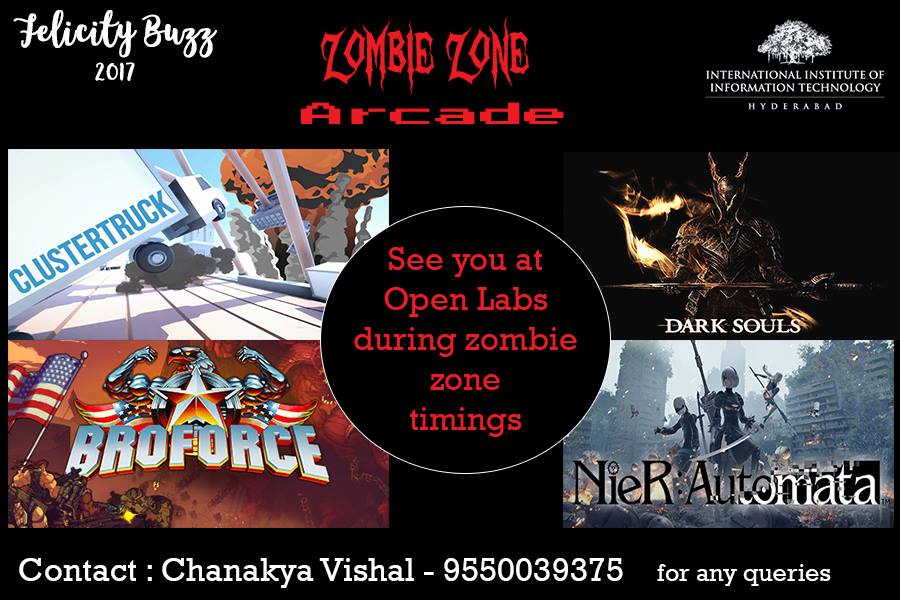 Felicity Buzz
2017
ZOMBIE ZONE
Arcade
INTERNATIONAL INSTITUTE OF
INFORMATION TECHNOLOGY
HYDERABAD
CLUSTERTRUCK
DARK SOULS
BROFORCE
NieR:Automata™
See you at
Open Labs
during zombie
zone
timings
Contact : Chanakya Vishal - 9550039375 for any queries